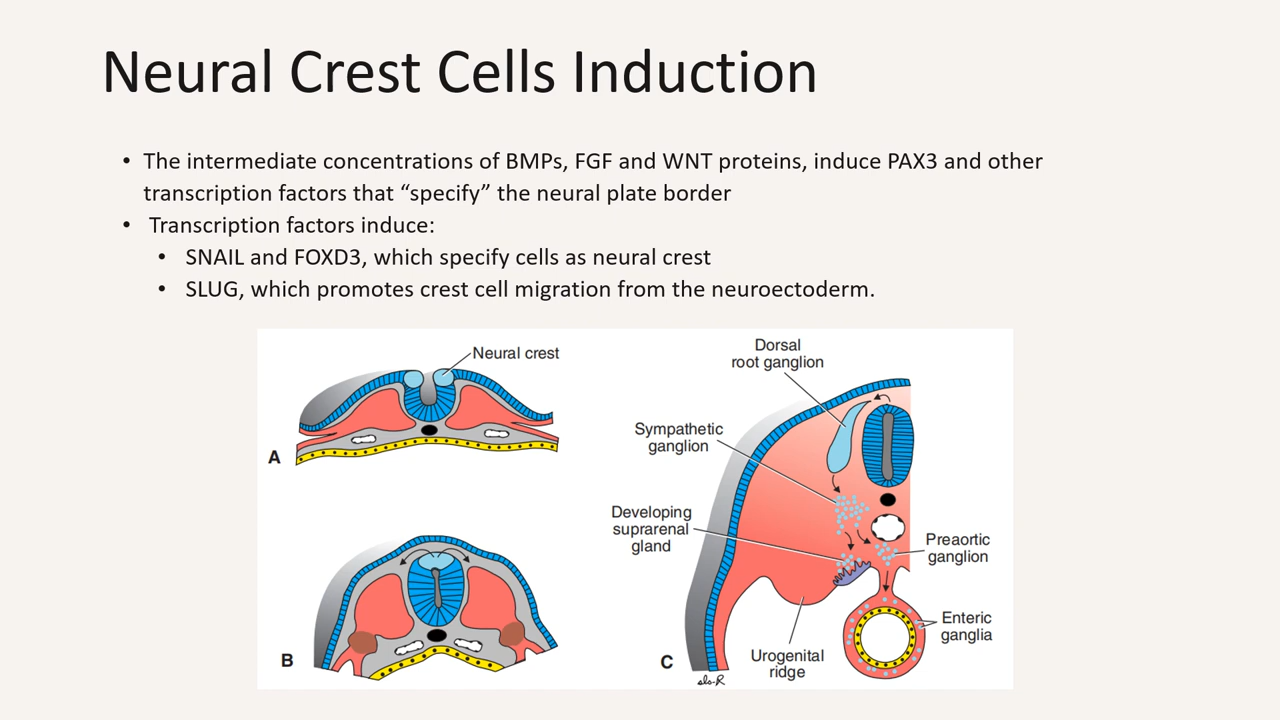 Neural Crest Cells Induction
• The intermediate concentrations of BMPs, FGF and WNT proteins, induce PAX3 and other
transcription factors that “specify” the neural plate border
• Transcription factors induce:
• SNAIL and FOXD3, which specify cells as neural crest
• SLUG, which promotes crest cell migration from the neuroectoderm.
Neural crest
A
B
Dorsal
root ganglion
Sympathetic
ganglion
Developing
suprarenal
gland
Preaortic
ganglion
Enteric
ganglia
Urogenital
ridge
C
sls-R